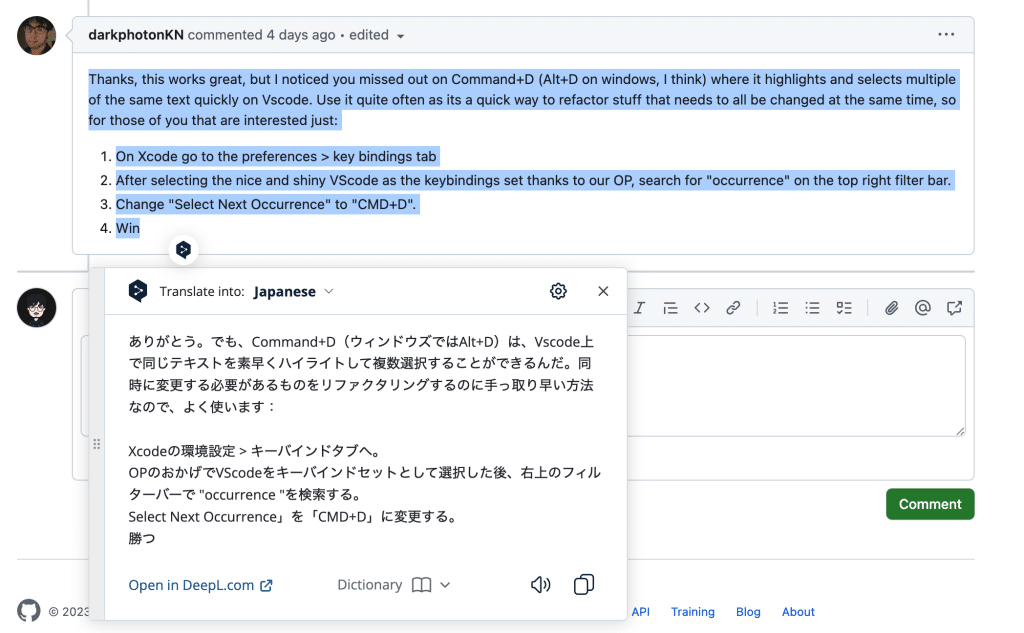 darkphotonKN commented 4 days ago • edited
Thanks, this works great, but I noticed you missed out on Command+D (Alt+D on windows, I think) where it highlights and selects multiple
of the same text quickly on Vscode. Use it quite often as its a quick way to refactor stuff that needs to all be changed at the same time, so
for those of you that are interested just:
1. On Xcode go to the preferences > key bindings tab
2. After selecting the nice and shiny VScode as the keybindings set thanks to our OP, search for "occurrence" on the top right filter bar.
3. Change "Select Next Occurrence" to "CMD+D".
4. Win
Translate into: Japanese
ありがとう。でも、Command+D（ウィンドウズではAlt+D）は、Vscode上
で同じテキストを素早くハイライトして複数選択することができるんだ。同
時に変更する必要があるものをリファクタリングするのに手っ取り早い方法
なので、よく使います：
Xcodeの環境設定 > キーバインドタブへ。
OPのおかげでVScodeをキーバインドセットとして選択した後、右上のフィル
ターバーで "occurrence "を検索する。
Select Next Occurrence」を「CMD+D」に変更する。
勝つ
Open in DeepL.com
Dictionary
Comment
© 2023
API Training Blog About